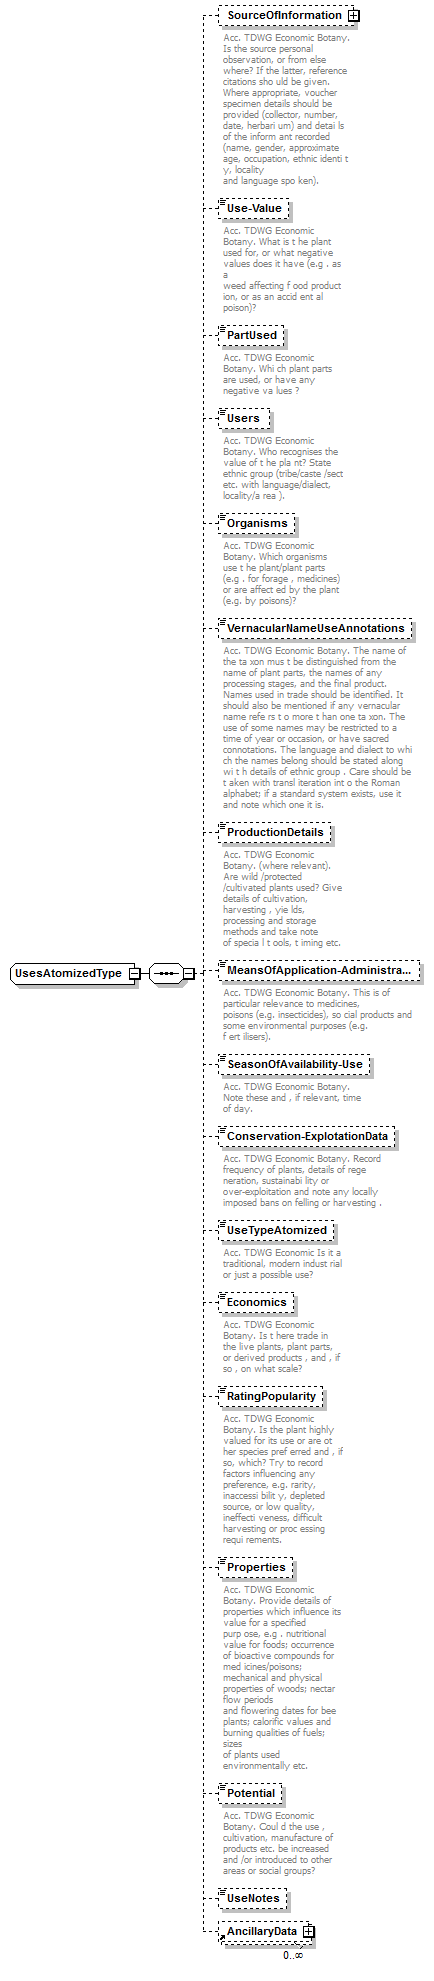 SourceOfInformation
Acc. TDWG Economic Botany.
Is the source personal
observation, or from else
where? If the latter, reference
citations sho uld be given.
Where appropriate, voucher
specimen details should be
provided (collector, number,
date, herbari um) and detai ls
of the inform ant recorded
(name, gender, approximate
age, occupation, ethnic identi t
y, locality
and language spo ken).
Use-Value
Acc. TDWG Economic
Botany. What is t he plant
used for, or what negative
values does it have (e.g . as
a
weed affecting f ood product
ion, or as an accid ent al
poison)?
PartUsed
Acc. TDWG Economic
Botany. Whi ch plant parts
are used, or have any
negative va lues ?
Users
Acc. TDWG Economic
Botany. Who recognises the
value of t he pla nt? State
ethnic group (tribe/caste /sect
etc. with language/dialect,
locality/a rea ).
Organisms
Acc. TDWG Economic
Botany. Which organisms
use t he plant/plant parts
(e.g . for forage , medicines)
or are affect ed by the plant
(e.g. by poisons)?
VernacularNameUseAnnotations
Acc. TDWG Economic Botany. The name of
the ta xon mus t be distinguished from the
name of plant parts, the names of any
processing stages, and the final product.
Names used in trade should be identified. It
should also be mentioned if any vernacular
name refe rs t o more t han one ta xon. The
use of some names may be restricted to a
time of year or occasion, or have sacred
connotations. The language and dialect to whi
ch the names belong should be stated along
wi t h details of ethnic group . Care should be
t aken with transl iteration int o the Roman
alphabet; if a standard system exists, use it
and note which one it is.
ProductionDetails
Acc. TDWG Economic
Botany. (where relevant).
Are wild /protected
/cultivated plants used? Give
details of cultivation,
harvesting , yie lds,
processing and storage
methods and take note
of specia l t ools, t iming etc.
UsesAtomizedType
MeansOfApplication-Administra...
Acc. TDWG Economic Botany. This is of
particular relevance to medicines,
poisons (e.g. insecticides), so cial products and
some environmental purposes (e.g.
f ert ilisers).
SeasonOfAvailability-Use
Acc. TDWG Economic Botany.
Note these and , if relevant, time
of day.
Conservation-ExplotationData
Acc. TDWG Economic Botany. Record
frequency of plants, details of rege
neration, sustainabi lity or
over-exploitation and note any locally
imposed bans on felling or harvesting .
UseTypeAtomized
Acc. TDWG Economic Is it a
traditional, modern indust rial
or just a possible use?
Economics
Acc. TDWG Economic
Botany. Is t here trade in
the live plants, plant parts,
or derived products , and , if
so , on what scale?
RatingPopularity
Acc. TDWG Economic
Botany. Is the plant highly
valued for its use or are ot
her species pref erred and , if
so, which? Try to record
factors influencing any
preference, e.g. rarity,
inaccessi bilit y, depleted
source, or low quality,
ineffecti veness, difficult
harvesting or proc essing
requi rements.
Properties
Acc. TDWG Economic
Botany. Provide details of
properties which influence its
value for a specified
purp ose, e.g . nutritional
value for foods; occurrence
of bioactive compounds for
med icines/poisons;
mechanical and physical
properties of woods; nectar
flow periods
and flowering dates for bee
plants; calorific values and
burning qualities of fuels;
sizes
of plants used
environmentally etc.
Potential
Acc. TDWG Economic
Botany. Coul d the use ,
cultivation, manufacture of
products etc. be increased
and /or introduced to other
areas or social groups?
UseNotes
AncillaryData
0..∞